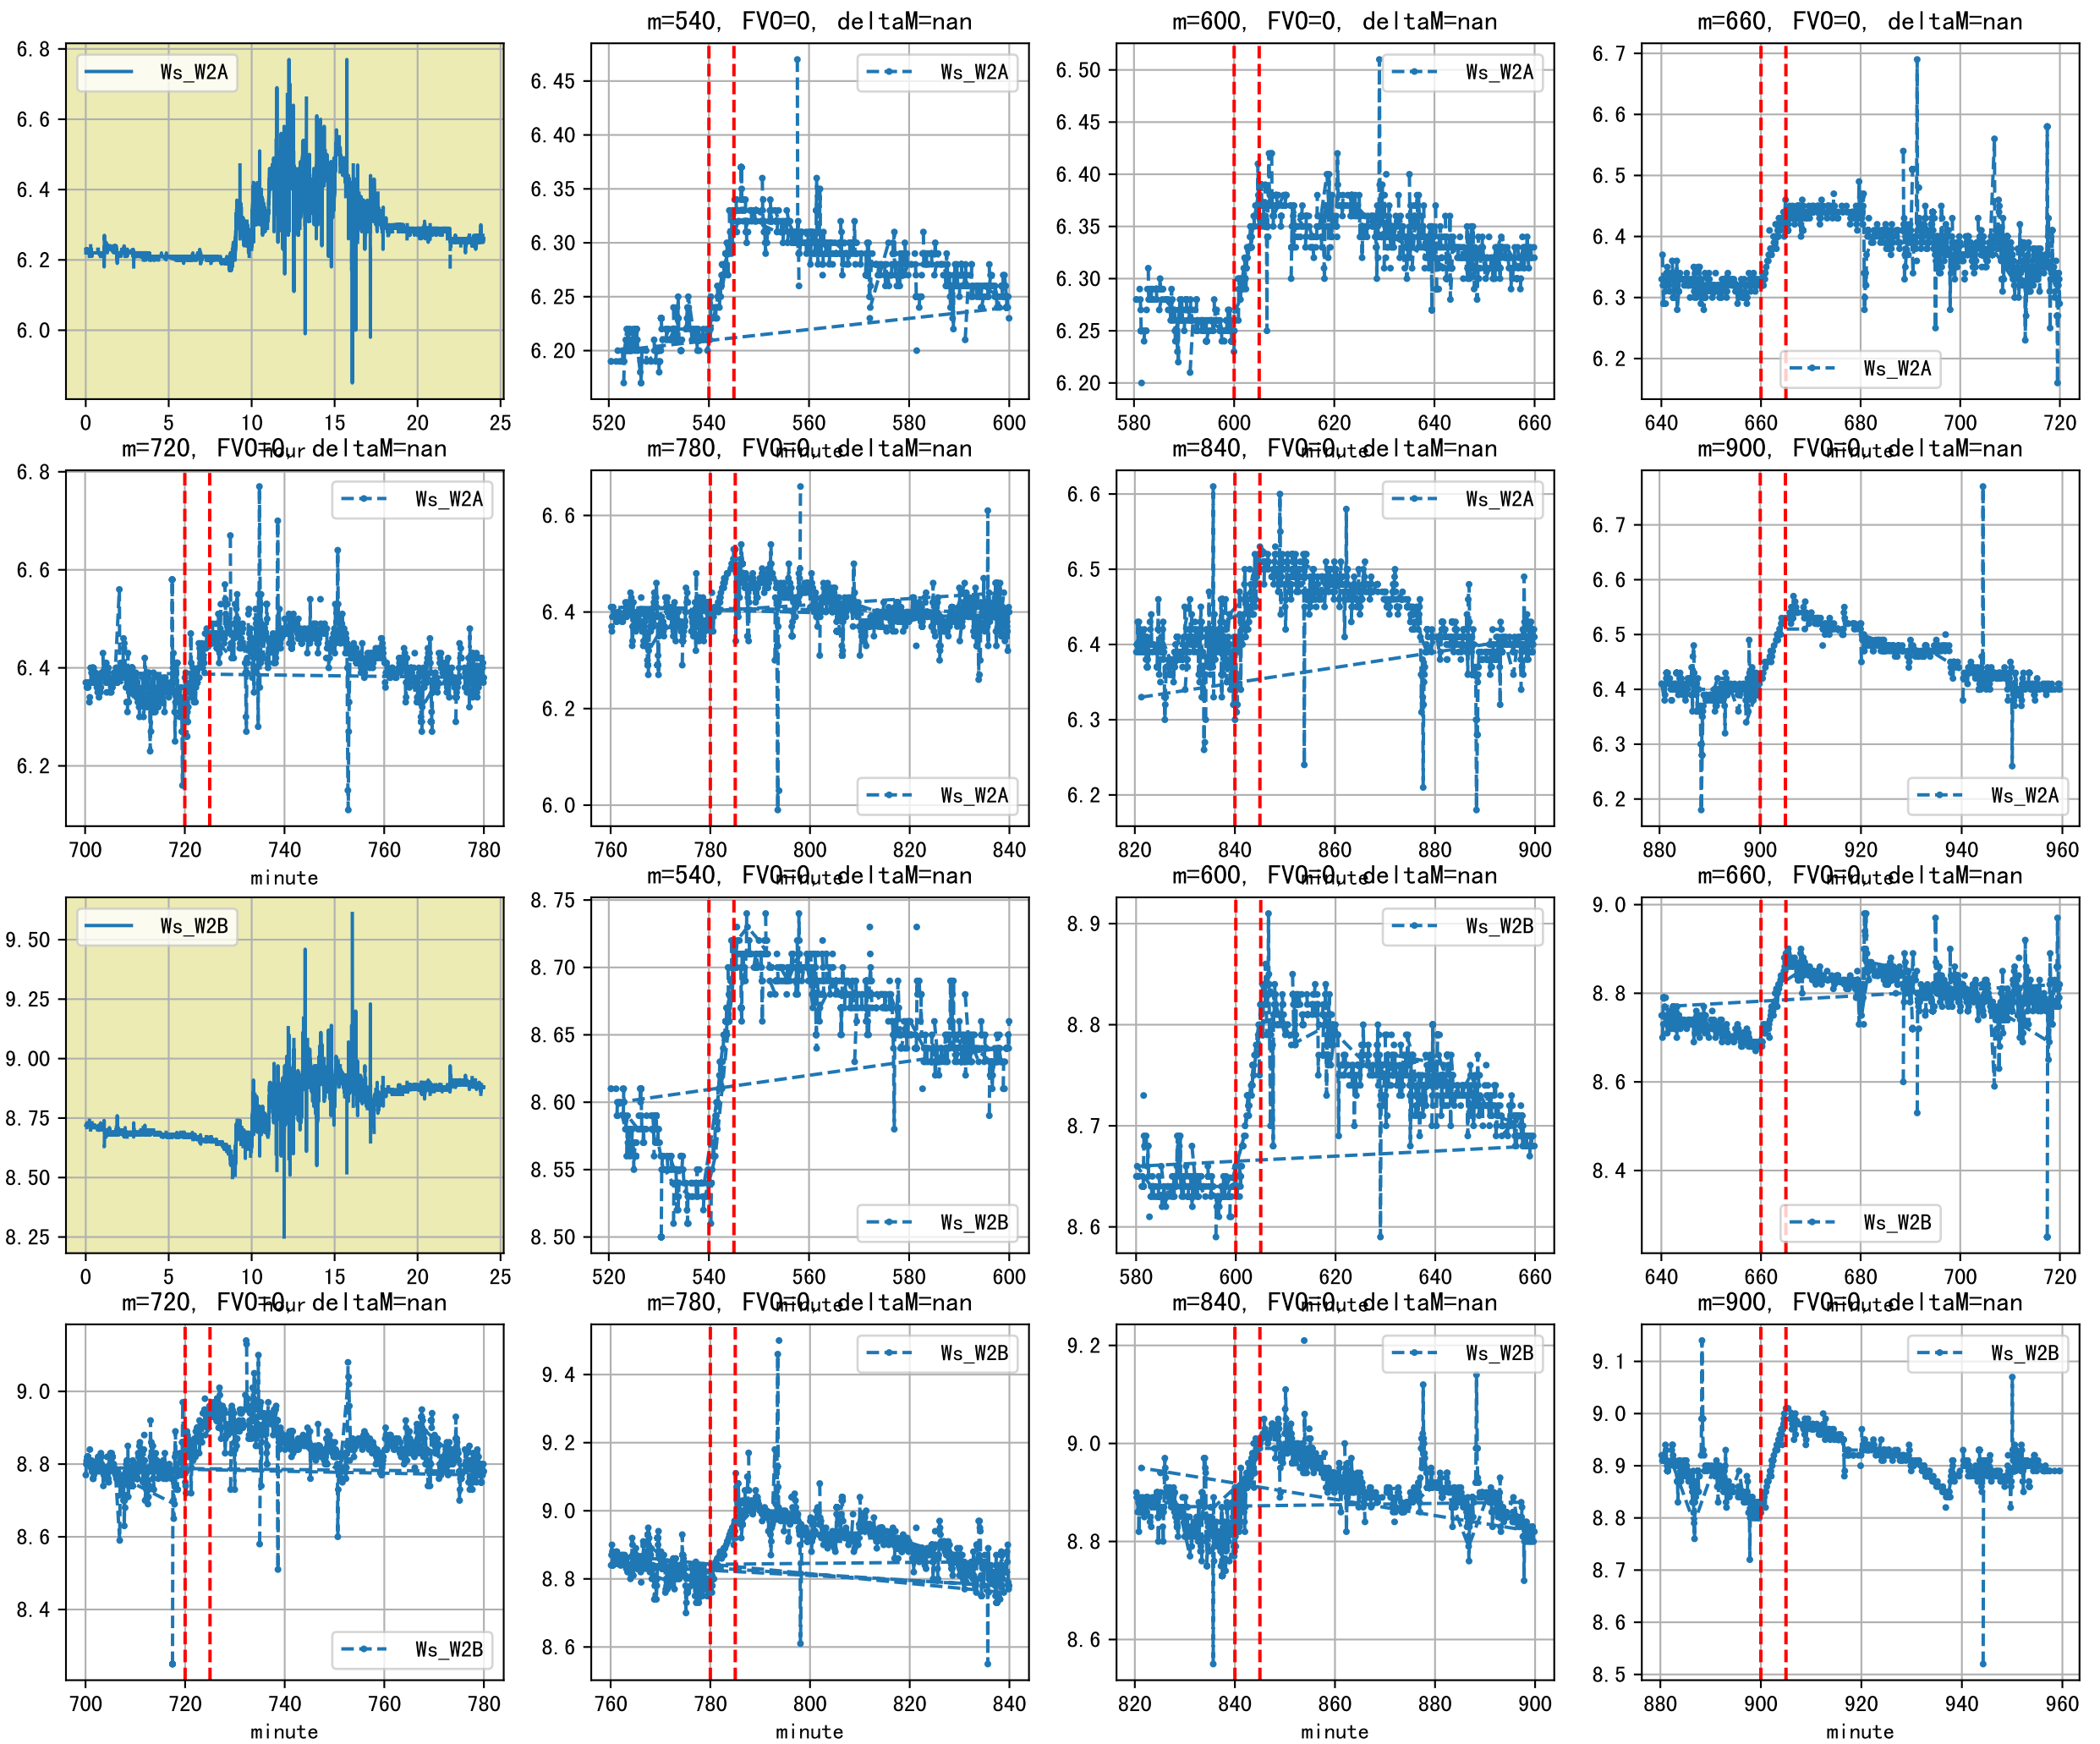 m=540, FVO=0, deltaM=nan
m=600, FVO=0, deltaM=nan
m=660, FVO=0, deltaM=nan
Ws_W2A
Ws_W2A
Ws_W2A
Ws_W2A
6.8
6.6
6.4
6.2
6.0
0 5 10 15 20 25
hour
6.45
6.40
6.35
6.30
6.25
6.20
520 540 560 580 600
minute
6.50
6.45
6.40
6.35
6.30
6.25
6.20
580 600 620 640 660
minute
6.7
6.6
6.5
6.4
6.3
6.2
640 660 680 700 720
minute
m=720, FVO=0, deltaM=nan
m=780, FVO=0, deltaM=nan
m=840, FVO=0, deltaM=nan
m=900, FVO=0, deltaM=nan
Ws_W2A
Ws_W2A
Ws_W2A
Ws_W2A
6.8
6.6
6.4
6.2
700 720 740 760 780
minute
6.6
6.4
6.2
6.0
760 780 800 820 840
minute
6.6
6.5
6.4
6.3
6.2
820 840 860 880 900
minute
6.7
6.6
6.5
6.4
6.3
6.2
880 900 920 940 960
minute
m=540, FVO=0, deltaM=nan
m=600, FVO=0, deltaM=nan
m=660, FVO=0, deltaM=nan
Ws_W2B
Ws_W2B
Ws_W2B
Ws_W2B
9.50
9.25
9.00
8.75
8.50
8.25
0 5 10 15 20 25
hour
8.75
8.70
8.65
8.60
8.55
8.50
520 540 560 580 600
minute
8.9
8.8
8.7
8.6
580 600 620 640 660
minute
9.0
8.8
8.6
8.4
640 660 680 700 720
minute
m=720, FVO=0, deltaM=nan
m=780, FVO=0, deltaM=nan
m=840, FVO=0, deltaM=nan
m=900, FVO=0, deltaM=nan
Ws_W2B
Ws_W2B
Ws_W2B
Ws_W2B
9.0
8.8
8.6
8.4
700 720 740 760 780
minute
9.4
9.2
9.0
8.8
8.6
760 780 800 820 840
minute
9.2
9.0
8.8
8.6
820 840 860 880 900
minute
9.1
9.0
8.9
8.8
8.7
8.6
8.5
880 900 920 940 960
minute